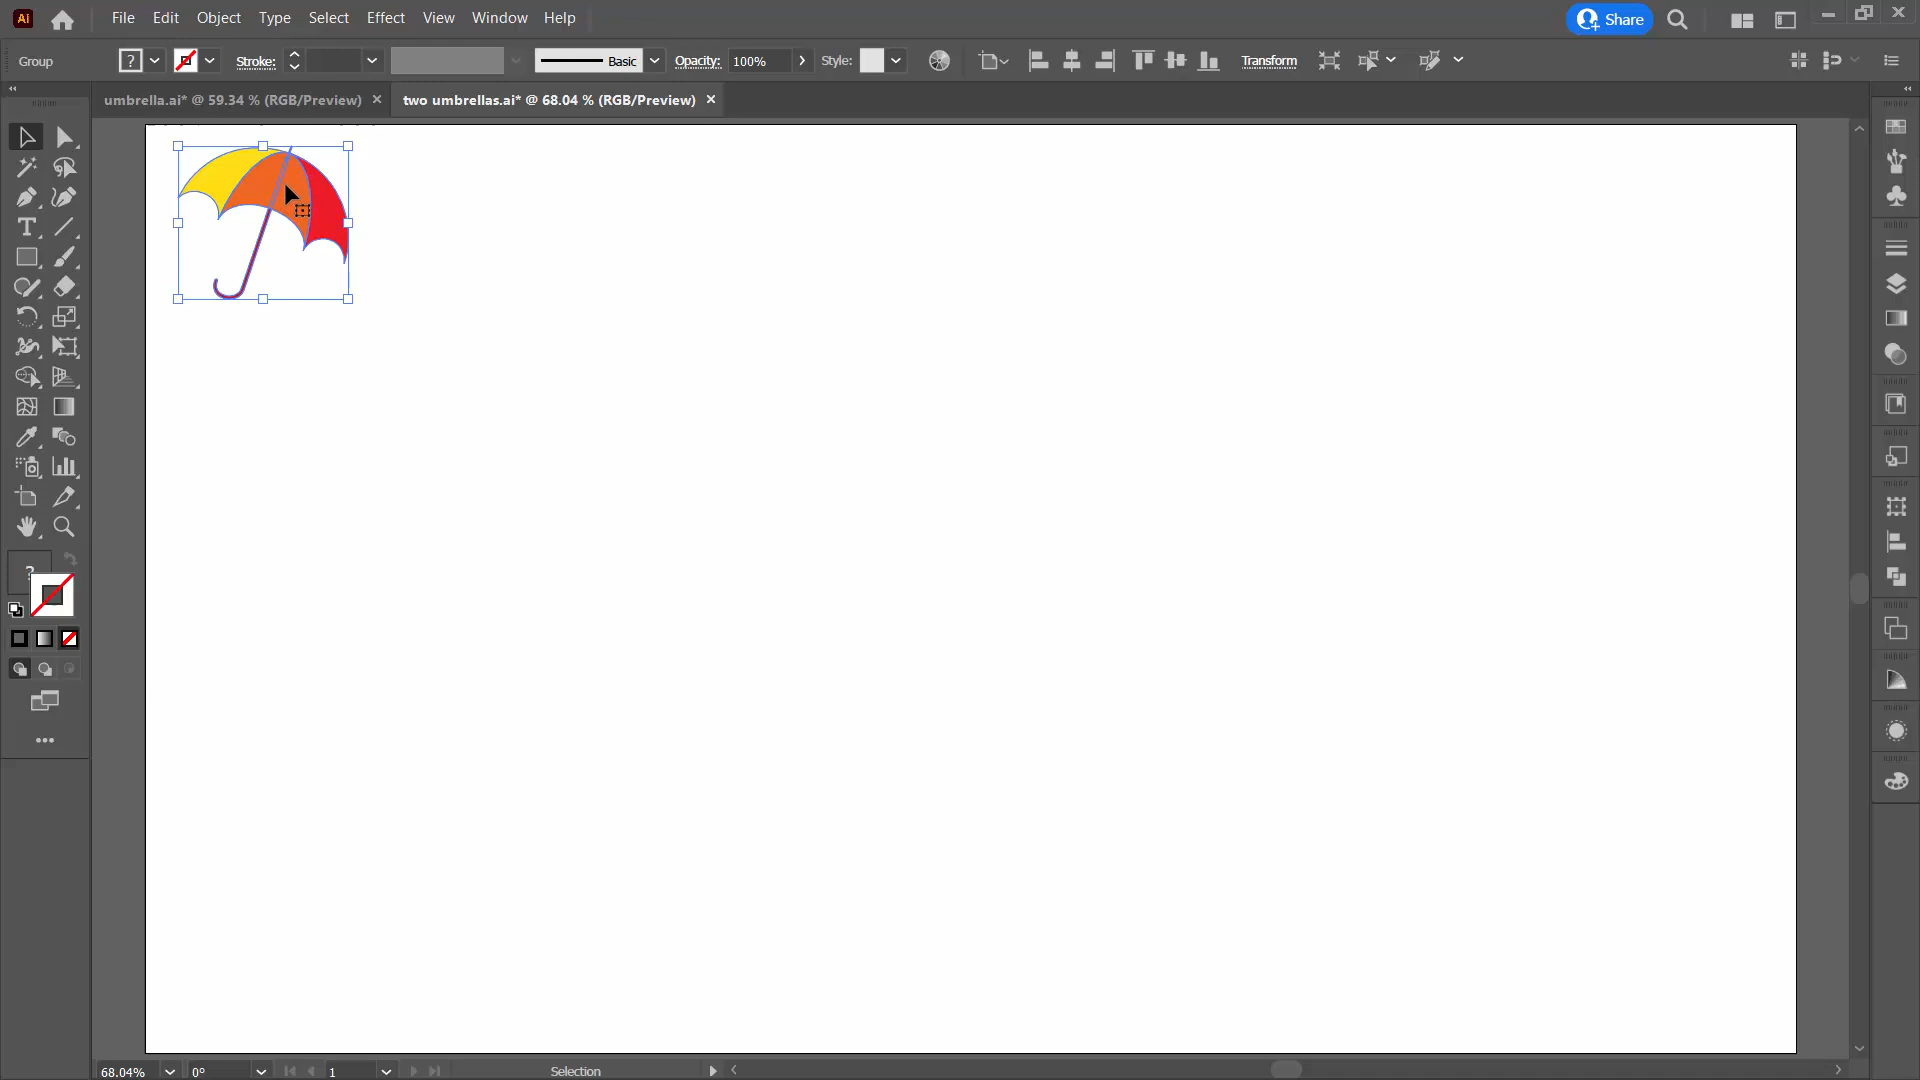 Ai File Edit Object Type Select Effect View Window Help Share
Group ? Stroke: Basic Opacity: 100% Style: Transform
umbrella.ai* @ 59.34 % (RGB/Preview) × two umbrellas.ai* @ 68.04 % (RGB/Preview) ×
T
?
68.04% 0° 1 Selection